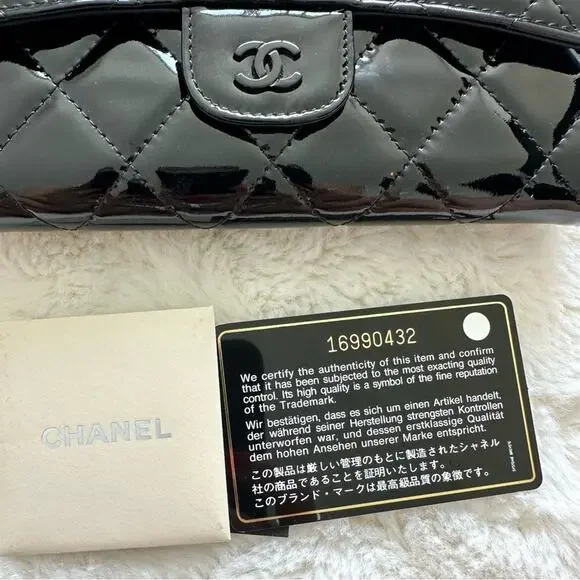 CHANEL
16990432
We certify the authenticity of this item and confirm
that it has been subjected to the most exacting quality
control. Its high quality is a symbol of the fine reputation
of the Trademark.
Wir bestätigen, dass es sich um einen Artikel handelt,
der während seiner Herstellung strengsten Kontrollen
unterworfen war, und dessen erstklassige Qualität
dem hohen Ansehen unserer Marke entspricht.
この製品は厳しい管理のもとに製造されたシャネル
社の商品であることを証明いたします。
このブランド・マークは最高級品質の象徴です。